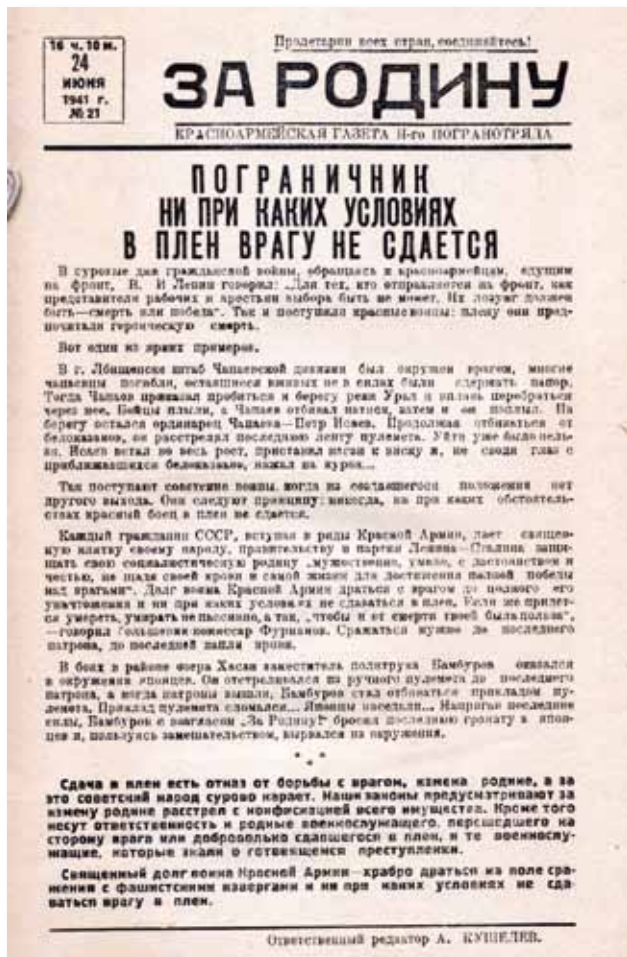 16 ч. 10 м.
24
ИЮНЯ
1941 г.
№ 21
Пролетарии всех стран, соединяйтесь!
ЗА РОДИНУ
КРАСНОАРМЕЙСКАЯ ГАЗЕТА ПОГРАНОТРЯДА
ПОГРАНИЧНИК
НИ ПРИ КАКИХ УСЛОВИЯХ
В ПЛЕН ВРАГУ НЕ СДАЕТСЯ
В суровые дни гражданской войны, обращаясь к красноармейцам, едущим
на фронт, В. И Ленин говорил: „Для тех, кто отправляется на фронт, как
представители рабочих и крестьян выбора быть не может. Их лозунг должен
быть—смерть или победа“. Так и поступали красные воины: плену они пред-
почитали героическую смерть.
Вот один из ярких примеров.
В г. Лбищенске штаб Чапаевской дивизии был окружен врагом, многие
чапаевцы погибли, оставшиеся в живых не в силах были сдержать напор.
Тогда Чапаев приказал пробиться к берегу реки Урал и вплавь перебраться
через нее. Бойцы плыли, а Чапаев отбивал натиск, затем и он поплыл. На
берегу остался ординарец Чапаева—Петр Исаев. Продолжая отбиваться от
белоказаков, он расстрелял последнюю ленту пулемета. Уйти уже было нель-
зя. Исаев встал во весь рост, приставил наган к виску и, не сводя глаз с
приближавшихся белоказаков, нажал на курок...
Так поступают советские воины, когда из создавшегося положения нет
другого выхода. Они следуют принципу: никогда, ни при каких обстоятель-
ствах красный боец в плен не сдается.
Каждый гражданин СССР, вступая в ряды Красной Армии, дает священ-
ную клятву своему народу, правительству и партии Ленина—Сталина защи-
щать свою социалистическую родину „мужественно, умело, с достоинством и
честью, не щадя своей крови и самой жизни для достижения полной победы
над врагами“. Долг воина Красной Армии драться с врагом до полного его
уничтожения и ни при каких условиях не сдаваться в плен. Если же придет-
ся умереть, умирать не пассивно, а так, „чтобы и от смерти твоей была польза“,
—говорил большевик-комиссар Фурманов. Сражаться нужно до последнего
патрона, до последней капли крови.
В боях в районе озера Хасан заместитель политрука Бамбуров оказался
в окружении японцев. Он отстреливался из ручного пулемета до последнего
патрона, а когда патроны вышли, Бамбуров стал отбиваться прикладом пу-
лемета. Приклад пулемета сломался... Японцы наседали... Напрягая последние
силы, Бамбуров с возгласом „За Родину!“ бросил последнюю гранату в япон-
цев и, пользуясь замешательством, вырвался из окружения.
* * *
Сдача в плен есть отказ от борьбы с врагом, измена родине, а за
это советский народ сурово карает. Наши законы предусматривают за
измену родине расстрел с конфискацией всего имущества. Кроме того
несут ответственность и родные военнослужащего, перешедшего на
сторону врага или добровольно сдавшегося в плен, и те военнослу-
жащие, которые знали о готовящемся преступлении.
Священный долг воина Красной Армии—храбро драться на поле сра-
жения с фашистскими извергами и ни при каких условиях не сда-
ваться врагу в плен.
Ответственный редактор А. КУШЕЛЕВ.